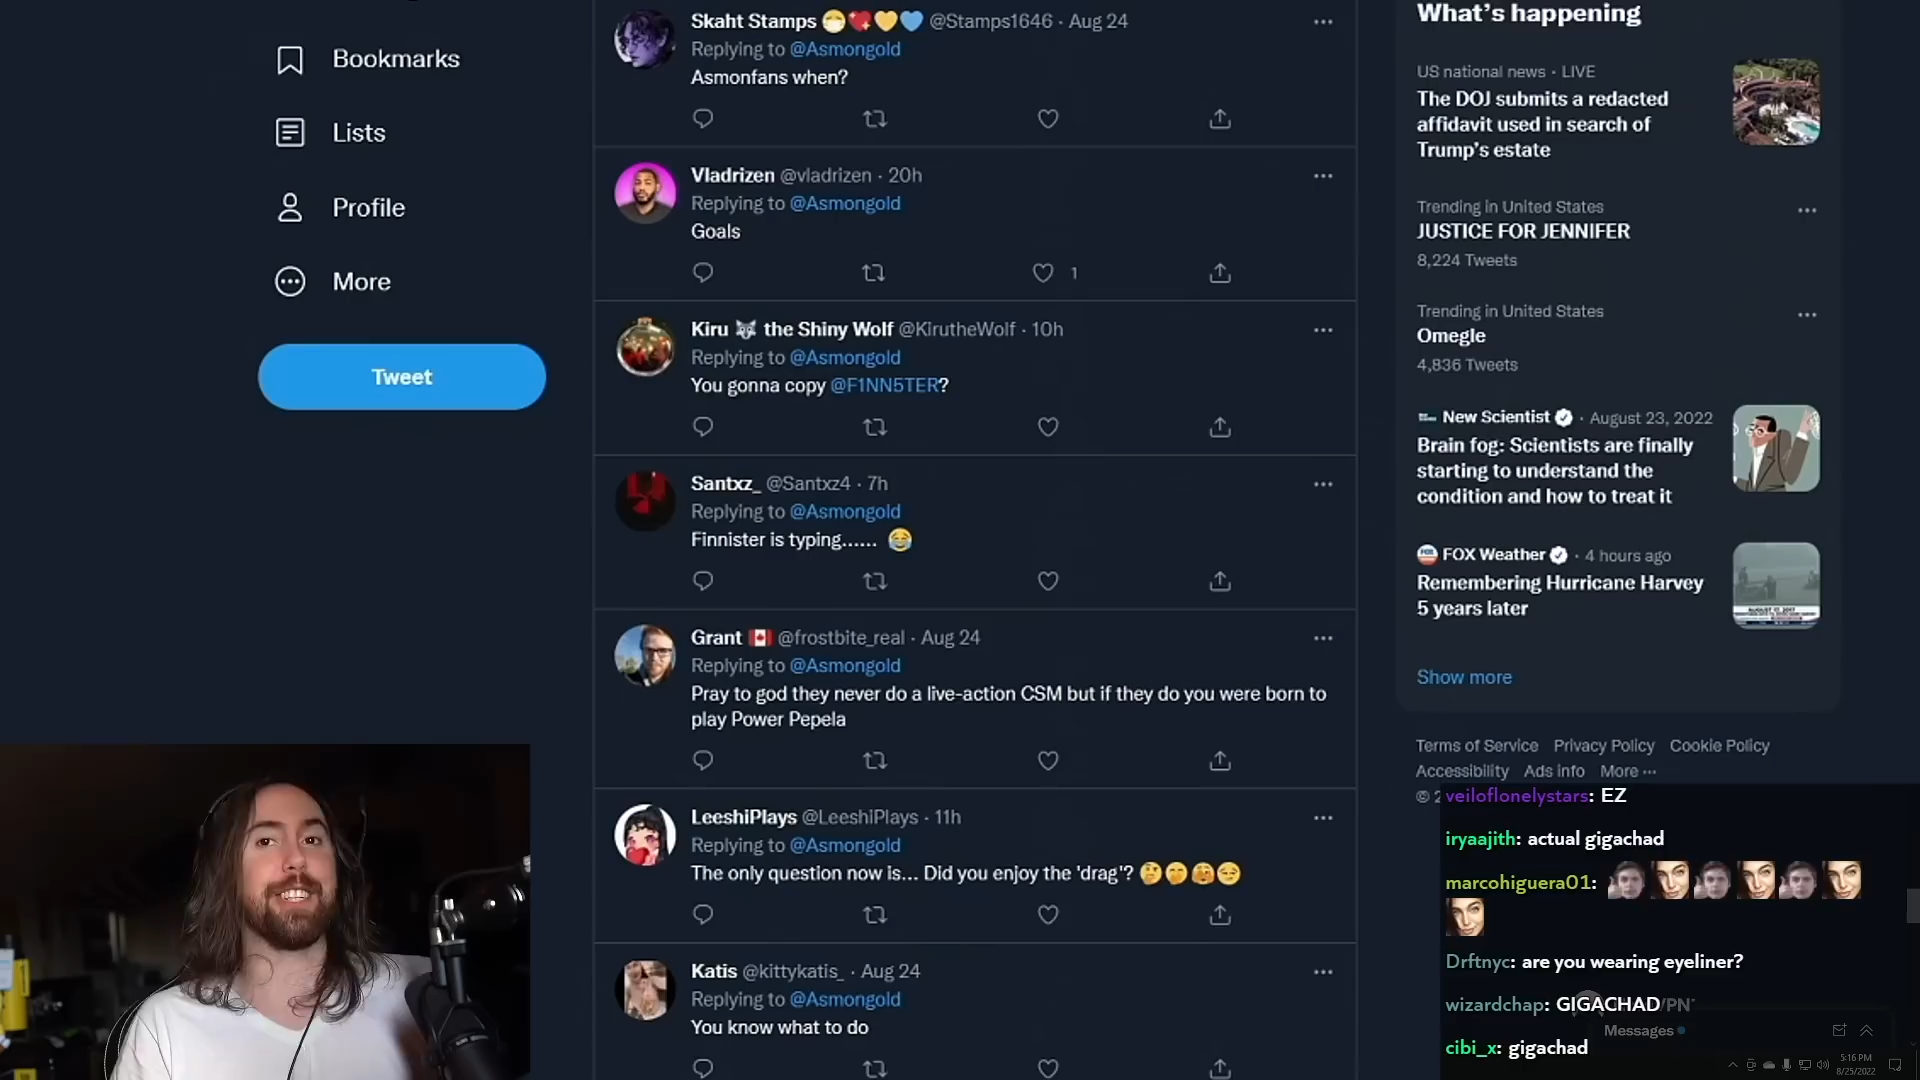 Bookmarks
Lists
Profile
More
Tweet
Skaht Stamps @Stamps1646 · Aug 24
Replying to @Asmongold
Asmonfans when?
Vladrizen @vladrizen · 20h
Replying to @Asmongold
Goals
1
Kiru the Shiny Wolf @KIrutheWolf · 10h
Replying to @Asmongold
You gonna copy @F1NN5TER?
Santxz_ @Santxz4 · 7h
Replying to @Asmongold
Finnister is typing......
Grant @frostbite_real · Aug 24
Replying to @Asmongold
Pray to god they never do a live-action CSM but if they do you were born to
play Power Pepela
LeeshiPlays @LeeshiPlays · 11h
Replying to @Asmongold
The only question now is... Did you enjoy the 'drag'?
Katis @kittykatis_ · Aug 24
Replying to @Asmongold
You know what to do
What's happening
US national news · LIVE
The DOJ submits a redacted
affidavit used in search of
Trump's estate
Trending in United States
JUSTICE FOR JENNIFER
8,224 Tweets
Trending in United States
Omegle
4,836 Tweets
New Scientist · August 23, 2022
Brain fog: Scientists are finally
starting to understand the
condition and how to treat it
FOX Weather · 4 hours ago
Remembering Hurricane Harvey
5 years later
AUGUST 17, 2017
Show more
Terms of Service Privacy Policy Cookie Policy
Accessibility Ads info More ···
© 2
veiloflonelystars: EZ
iryaajith: actual gigachad
marcohiguera01:
Drftnyc: are you wearing eyeliner?
wizardchap: GIGACHAD
Messages
cibi_x: gigachad
5:16 PM
8/25/2022